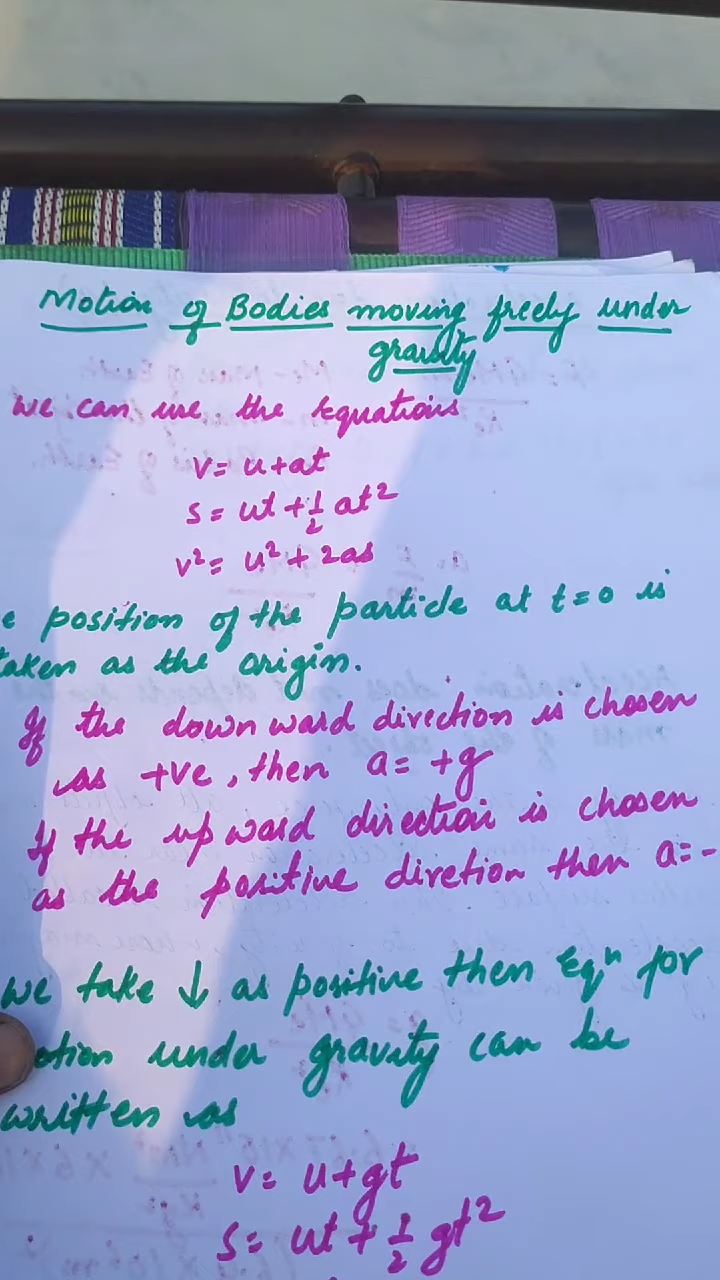 Motion of Bodies moving freely under
gravity
we can use the Equations
v = u + at
s = ut + 1/2 at²
v² = u² + 2as
e position of the particle at t = 0 is
taken as the origin.
If the downward direction is chosen
as +ve, then a = +g
If the upward direction is chosen
as the positive diretion then a = -
we take ↓ as positive then Eqⁿ for
otion under gravity can be
written as
v = u + gt
s = ut + 1/2 gt²